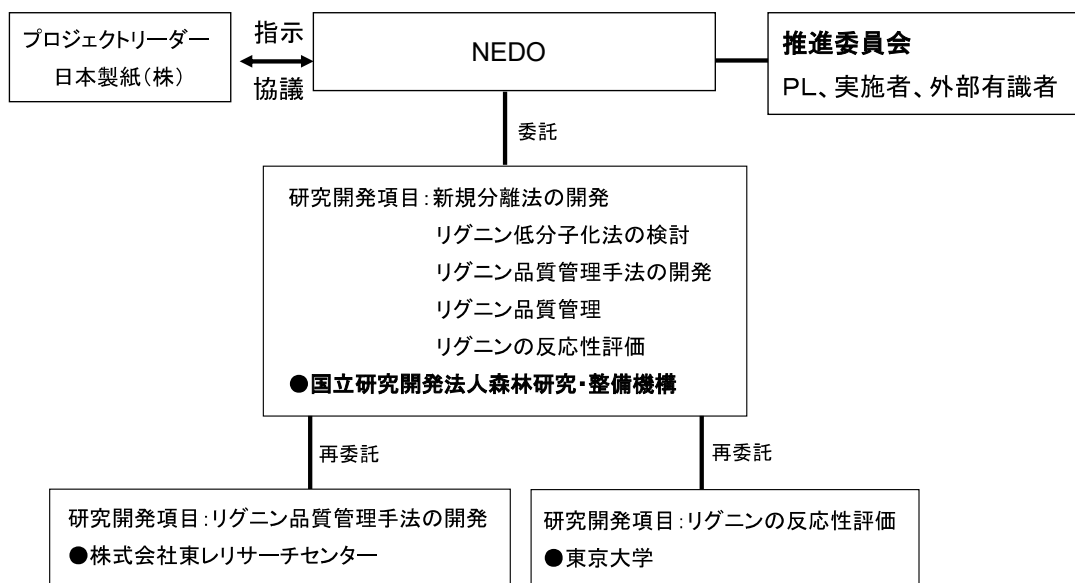 プロジェクトリーダー
日本製紙(株)
指示
協議
NEDO
推進委員会
PL、実施者、外部有識者
委託
研究開発項目:新規分離法の開発
リグニン低分子化法の検討
リグニン品質管理手法の開発
リグニン品質管理
リグニンの反応性評価
●国立研究開発法人森林研究・整備機構
再委託
再委託
研究開発項目:リグニン品質管理手法の開発
●株式会社東レリサーチセンター
研究開発項目:リグニンの反応性評価
●東京大学